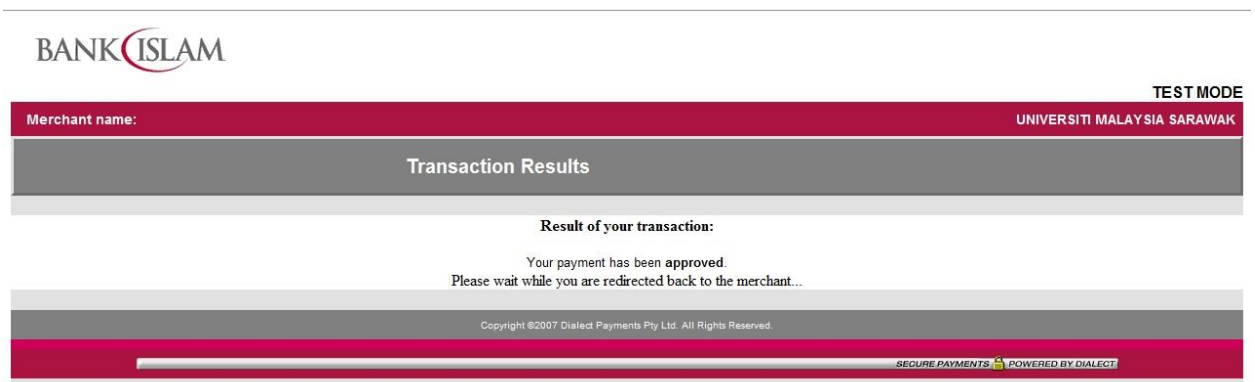 BANK ISLAM
TEST MODE
Merchant name: UNIVERSITI MALAYSIA SARAWAK
Transaction Results
Result of your transaction:
Your payment has been approved.
Please wait while you are redirected back to the merchant...
Copyright ©2007 Dialect Payments Pty Ltd. All Rights Reserved.
SECURE PAYMENTS POWERED BY DIALECT